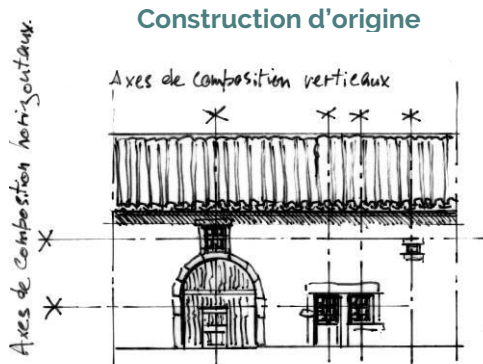 Construction d'origine
Axes de composition verticaux
Axes de composition horizontaux.